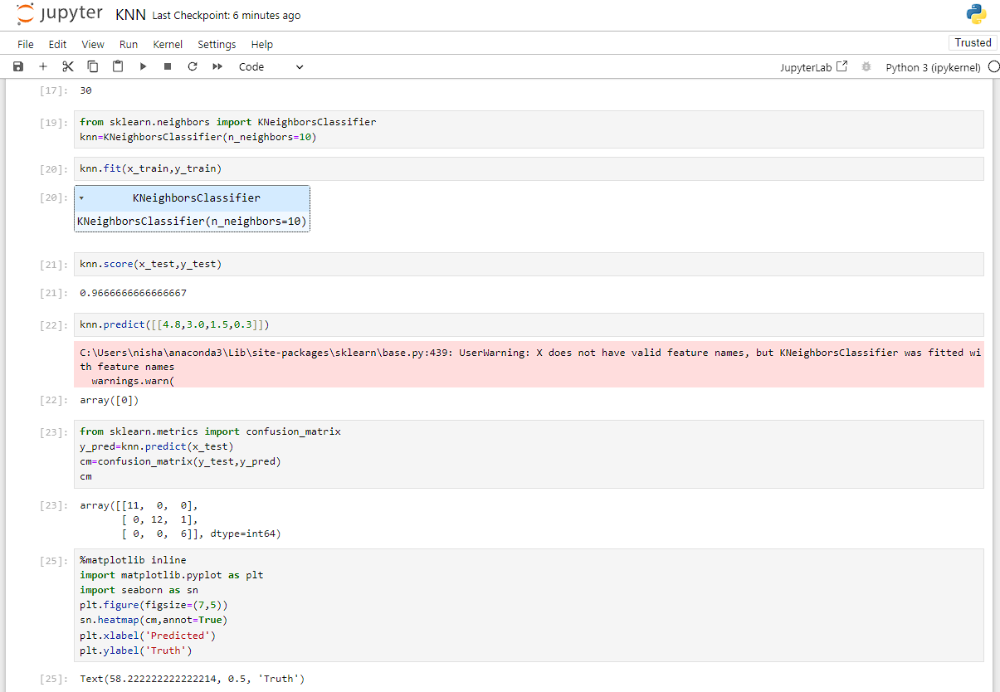 jupyter KNN Last Checkpoint: 6 minutes ago
File Edit View Run Kernel Settings Help
Trusted
Code
JupyterLab Python 3 (ipykernel)
[17]: 30
[19]: from sklearn.neighbors import KNeighborsClassifier
knn=KNeighborsClassifier(n_neighbors=10)
[20]: knn.fit(x_train,y_train)
[20]: KNeighborsClassifier
KNeighborsClassifier(n_neighbors=10)
[21]: knn.score(x_test,y_test)
[21]: 0.9666666666666667
[22]: knn.predict([[4.8,3.0,1.5,0.3]])
C:\Users\nisha\anaconda3\Lib\site-packages\sklearn\base.py:439: UserWarning: X does not have valid feature names, but KNeighborsClassifier was fitted wi
th feature names
  warnings.warn(
[22]: array([0])
[23]: from sklearn.metrics import confusion_matrix
y_pred=knn.predict(x_test)
cm=confusion_matrix(y_test,y_pred)
cm
[23]: array([[11,  0,  0],
       [ 0, 12,  1],
       [ 0,  0,  6]], dtype=int64)
[25]: %matplotlib inline
import matplotlib.pyplot as plt
import seaborn as sn
plt.figure(figsize=(7,5))
sn.heatmap(cm,annot=True)
plt.xlabel('Predicted')
plt.ylabel('Truth')
[25]: Text(58.222222222222214, 0.5, 'Truth')